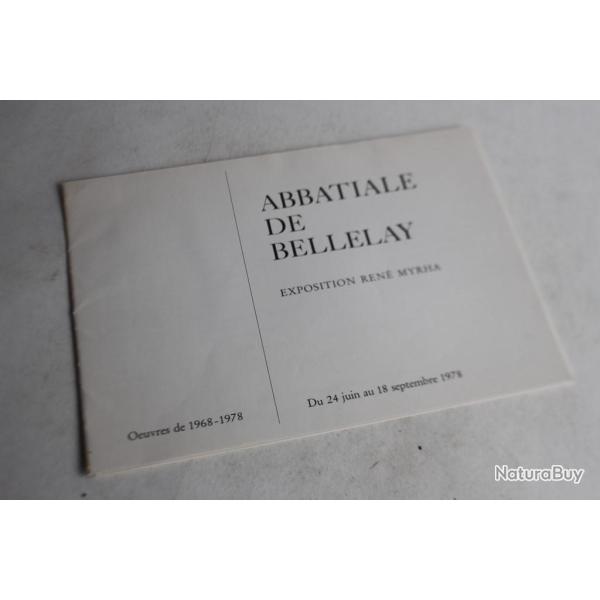 ABBATIALE
DE
BELLELAY
EXPOSITION RENÉ MYRHA
Oeuvres de 1968-1978
Du 24 juin au 18 septembre 1978
NaturaBuy